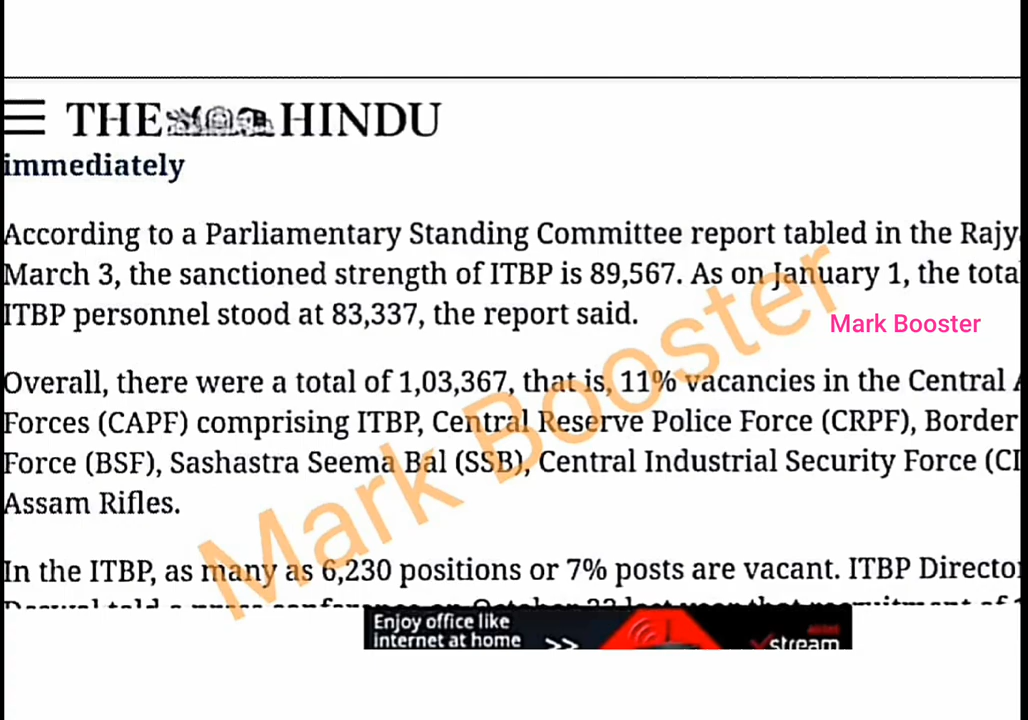 THE HINDU
immediately
According to a Parliamentary Standing Committee report tabled in the Rajy
March 3, the sanctioned strength of ITBP is 89,567. As on January 1, the tota
ITBP personnel stood at 83,337, the report said.
Mark Booster
Overall, there were a total of 1,03,367, that is, 11% vacancies in the Central
Forces (CAPF) comprising ITBP, Central Reserve Police Force (CRPF), Border
Force (BSF), Sashastra Seema Bal (SSB), Central Industrial Security Force (CI
Assam Rifles.
Mark Booster
In the ITBP, as many as 6,230 positions or 7% posts are vacant. ITBP Director
Enjoy office like
internet at home >>
stream